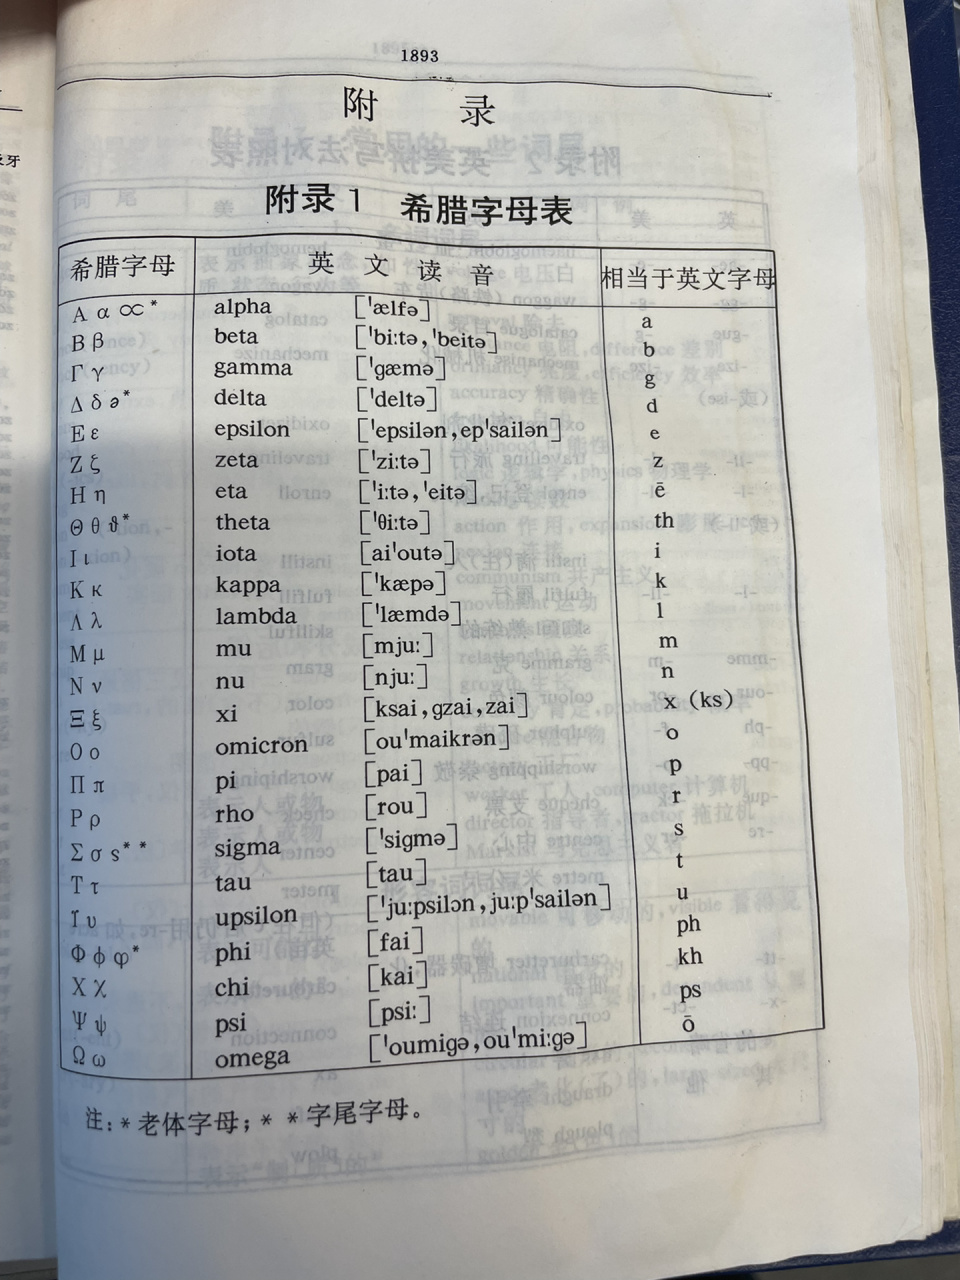 1893
附 录
附录1 希腊字母表
希腊字母 英文读音 相当于英文字母
Α α ∝* alpha [ˈælfə] a
Β β beta [ˈbiːtə,ˈbeitə] b
Γ γ gamma [ˈgæmə] g
Δ δ ə* delta [ˈdeltə] d
Ε ε epsilon [ˈepsilən,epˈsailən] e
Ζ ζ zeta [ˈziːtə] z
Η η eta [ˈiːtə,ˈeitə] ē
Θ θ ϑ* theta [ˈθiːtə] th
Ι ι iota [aiˈoutə] i
Κ κ kappa [ˈkæpə] k
Λ λ lambda [ˈlæmdə] l
Μ μ mu [mjuː] m
Ν ν nu [njuː] n
Ξ ξ xi [ksai,gzai,zai] x (ks)
Ο ο omicron [ouˈmaikrən] o
Π π pi [pai] p
Ρ ρ rho [rou] r
Σ σ s** sigma [ˈsigmə] s
Τ τ tau [tau] t
Ϊ υ upsilon [ˈjuːpsilɔn,juːpˈsailən] u
Φ ϕ φ* phi [fai] ph
Χ χ chi [kai] kh
Ψ ψ psi [psiː] ps
Ω ω omega [ˈoumigə,ouˈmiːgə] ō
注:*老体字母;**字尾字母。